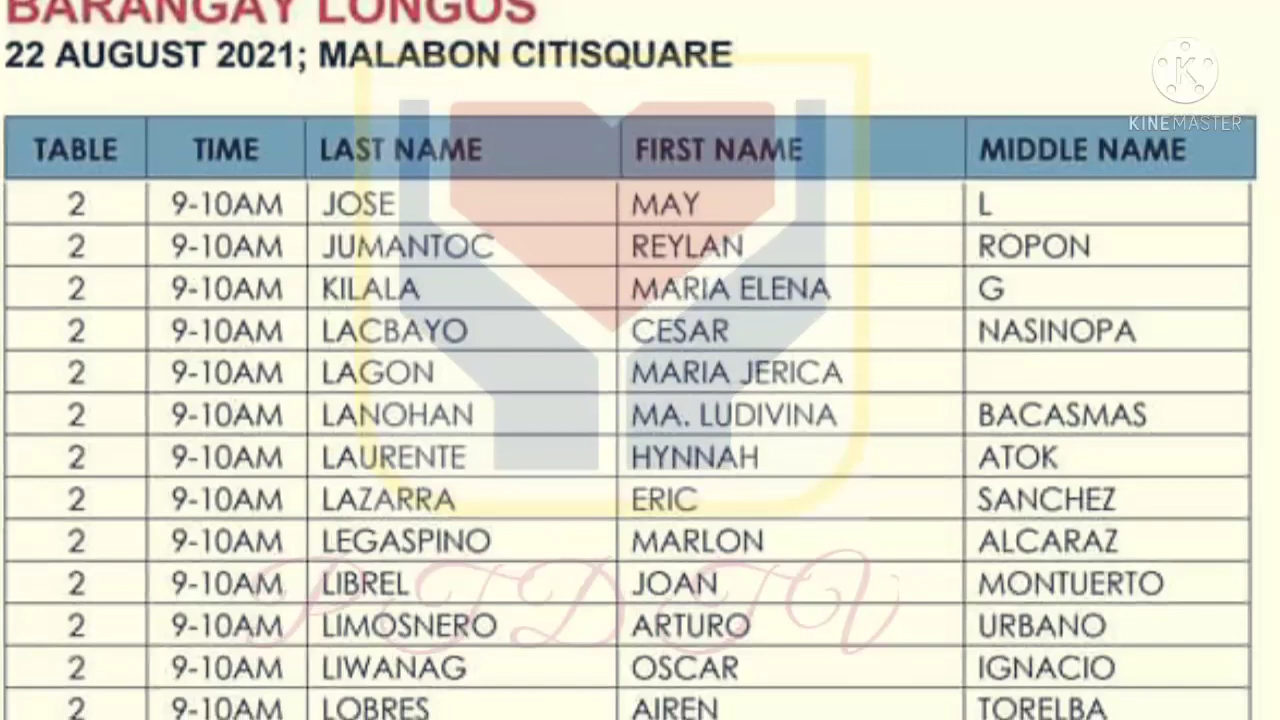 BARANGAY LONGOS
22 AUGUST 2021; MALABON CITISQUARE
KINEMASTER
TABLE TIME LAST NAME FIRST NAME MIDDLE NAME
2 9-10AM JOSE MAY L
2 9-10AM JUMANTOC REYLAN ROPON
2 9-10AM KILALA MARIA ELENA G
2 9-10AM LACBAYO CESAR NASINOPA
2 9-10AM LAGON MARIA JERICA
2 9-10AM LANOHAN MA. LUDIVINA BACASMAS
2 9-10AM LAURENTE HYNNAH ATOK
2 9-10AM LAZARRA ERIC SANCHEZ
2 9-10AM LEGASPINO MARLON ALCARAZ
2 9-10AM LIBREL JOAN MONTUERTO
2 9-10AM LIMOSNERO ARTURO URBANO
2 9-10AM LIWANAG OSCAR IGNACIO
2 9-10AM LOBRES AIREN TORELBA